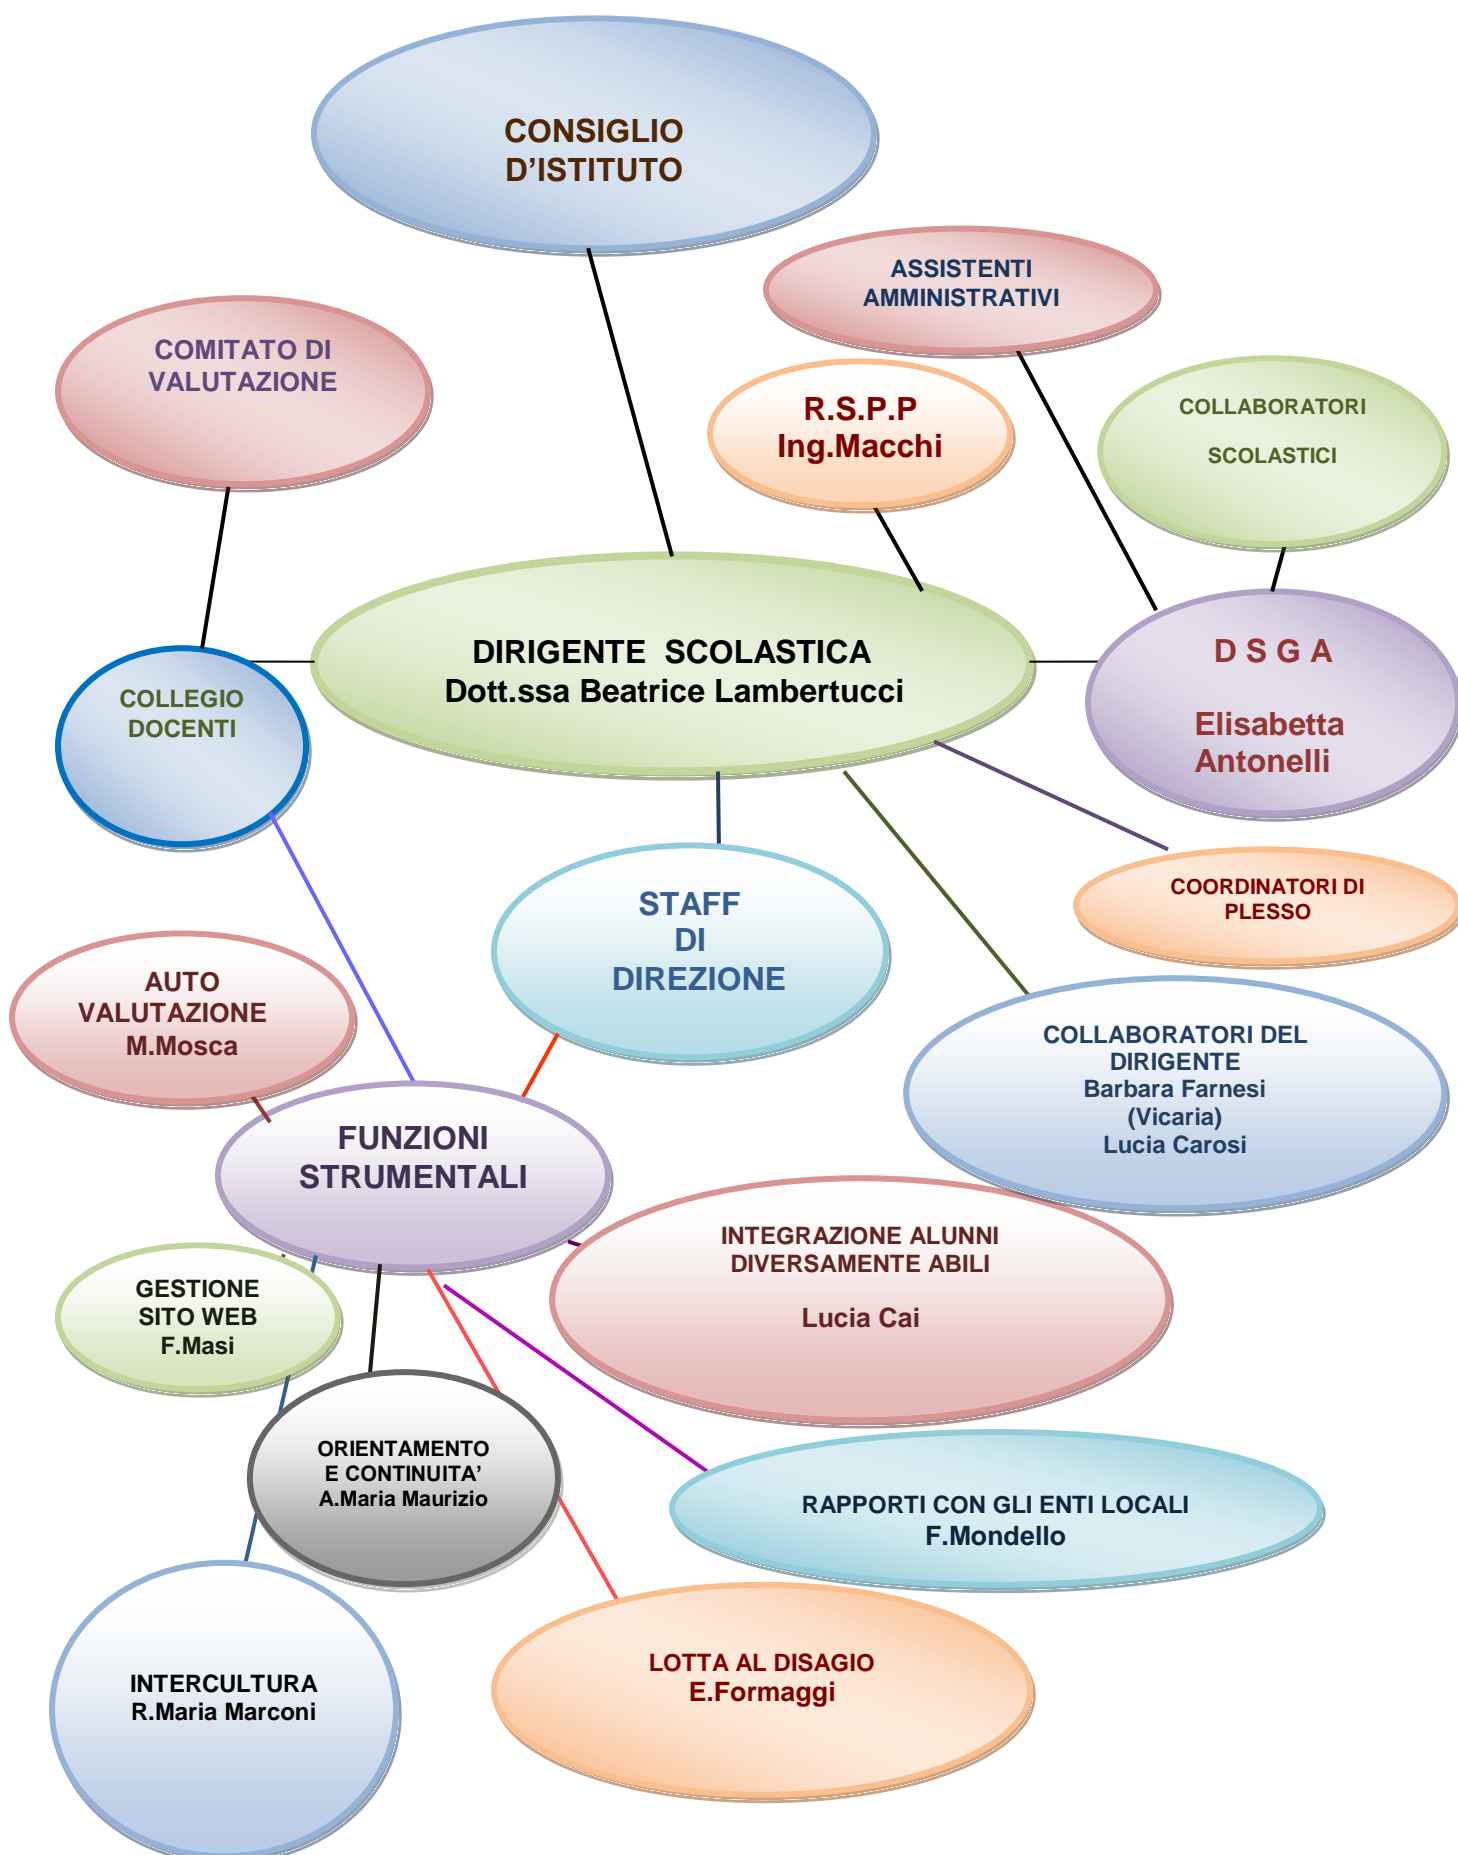 CONSIGLIO
D’ISTITUTO
ASSISTENTI
AMMINISTRATIVI
COMITATO DI
VALUTAZIONE
R.S.P.P
Ing.Macchi
COLLABORATORI
SCOLASTICI
DIRIGENTE SCOLASTICA
Dott.ssa Beatrice Lambertucci
D S G A
Elisabetta
Antonelli
COLLEGIO
DOCENTI
STAFF
DI
DIREZIONE
COORDINATORI DI
PLESSO
AUTO
VALUTAZIONE
M.Mosca
COLLABORATORI DEL
DIRIGENTE
Barbara Farnesi
(Vicaria)
Lucia Carosi
FUNZIONI
STRUMENTALI
INTEGRAZIONE ALUNNI
DIVERSAMENTE ABILI
Lucia Cai
GESTIONE
SITO WEB
F.Masi
ORIENTAMENTO
E CONTINUITA’
A.Maria Maurizio
RAPPORTI CON GLI ENTI LOCALI
F.Mondello
INTERCULTURA
R.Maria Marconi
LOTTA AL DISAGIO
E.Formaggi